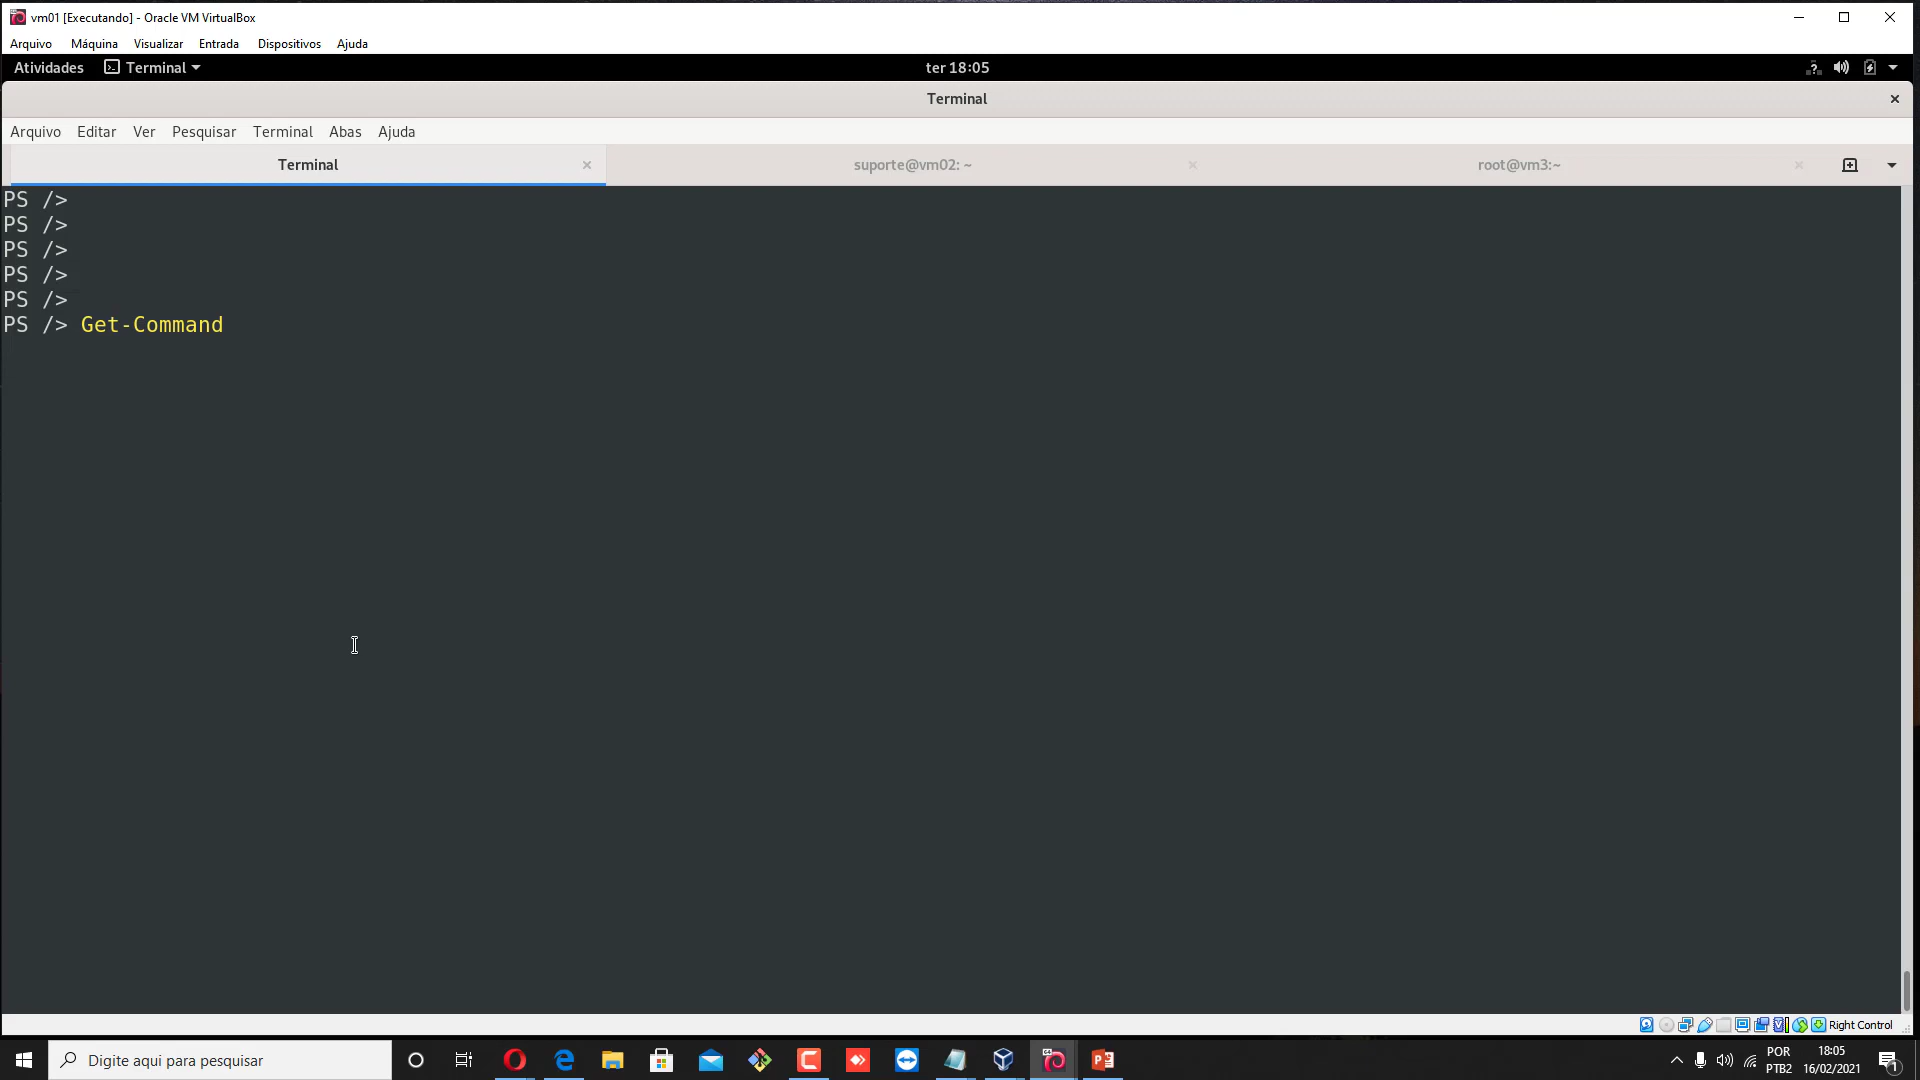 vm01 [Executando] - Oracle VM VirtualBox
Arquivo Máquina Visualizar Entrada Dispositivos Ajuda
Atividades Terminal ter 18:05
Terminal
Arquivo Editar Ver Pesquisar Terminal Abas Ajuda
Terminal suporte@vm02: ~ root@vm3:~
PS />
PS />
PS />
PS />
PS />
PS /> Get-Command
Right Control
Digite aqui para pesquisar
POR
PTB2
18:05
16/02/2021
1